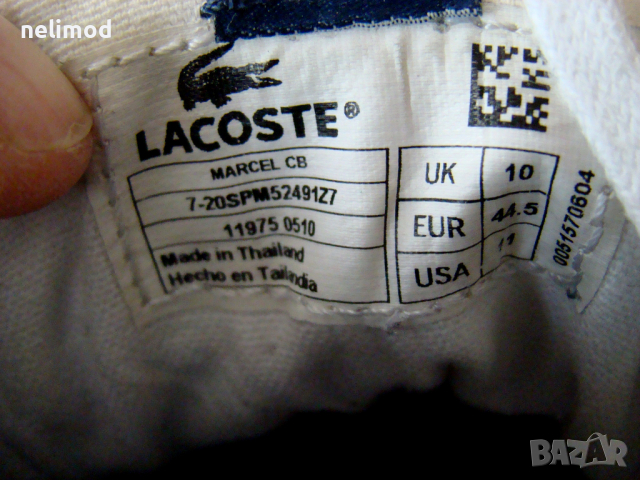 nelimod
LACOSTE®
MARCEL CB
7-20SPM5249127
11975 0510
Made in Thailand
Hecho en Tailandia
UK 10
EUR 44.5
USA 11
0051570604
BAZAR